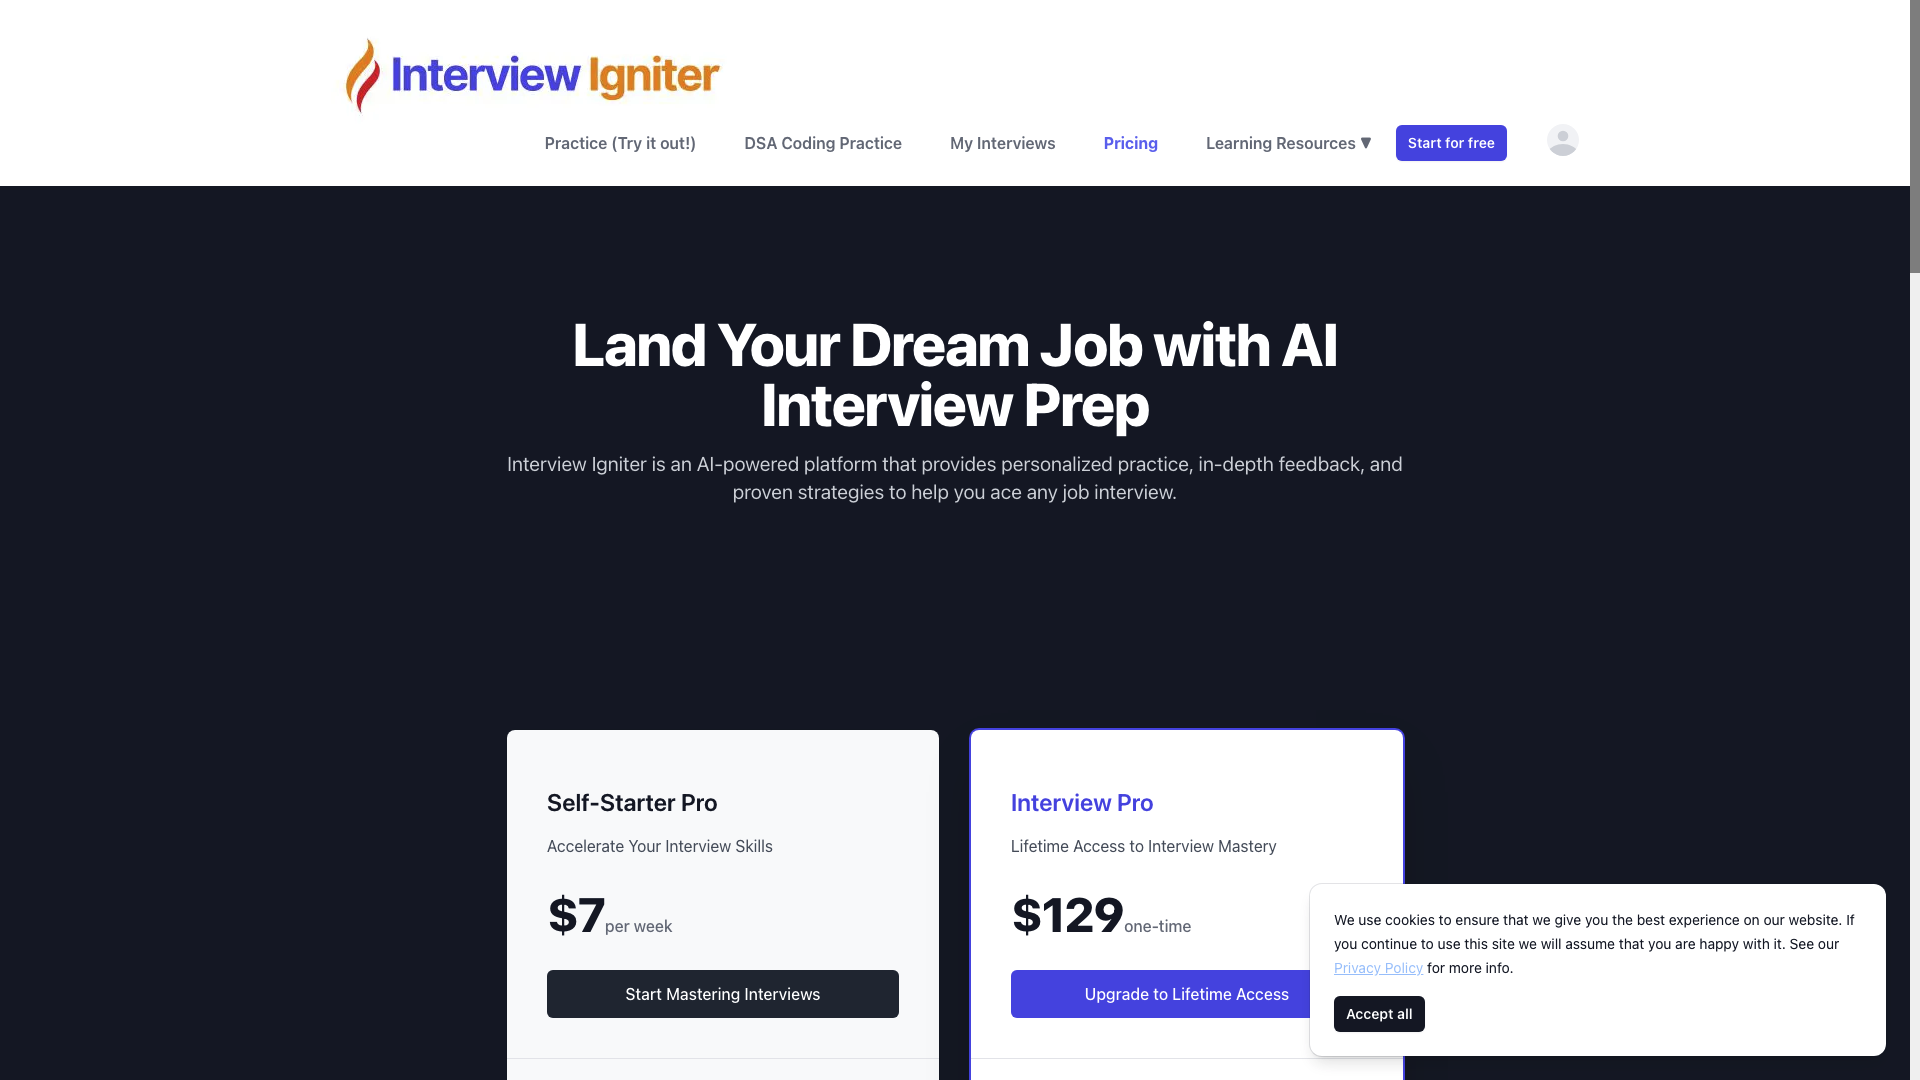 Interview Igniter
Practice (Try it out!)
DSA Coding Practice
My Interviews
Pricing
Learning Resources ▼
Start for free
Land Your Dream Job with AI
Interview Prep
Interview Igniter is an AI-powered platform that provides personalized practice, in-depth feedback, and
proven strategies to help you ace any job interview.
Self-Starter Pro
Accelerate Your Interview Skills
$7 per week
Start Mastering Interviews
Interview Pro
Lifetime Access to Interview Mastery
$129 one-time
Upgrade to Lifetime Access
We use cookies to ensure that we give you the best experience on our website. If
you continue to use this site we will assume that you are happy with it. See our
Privacy Policy for more info.
Accept all